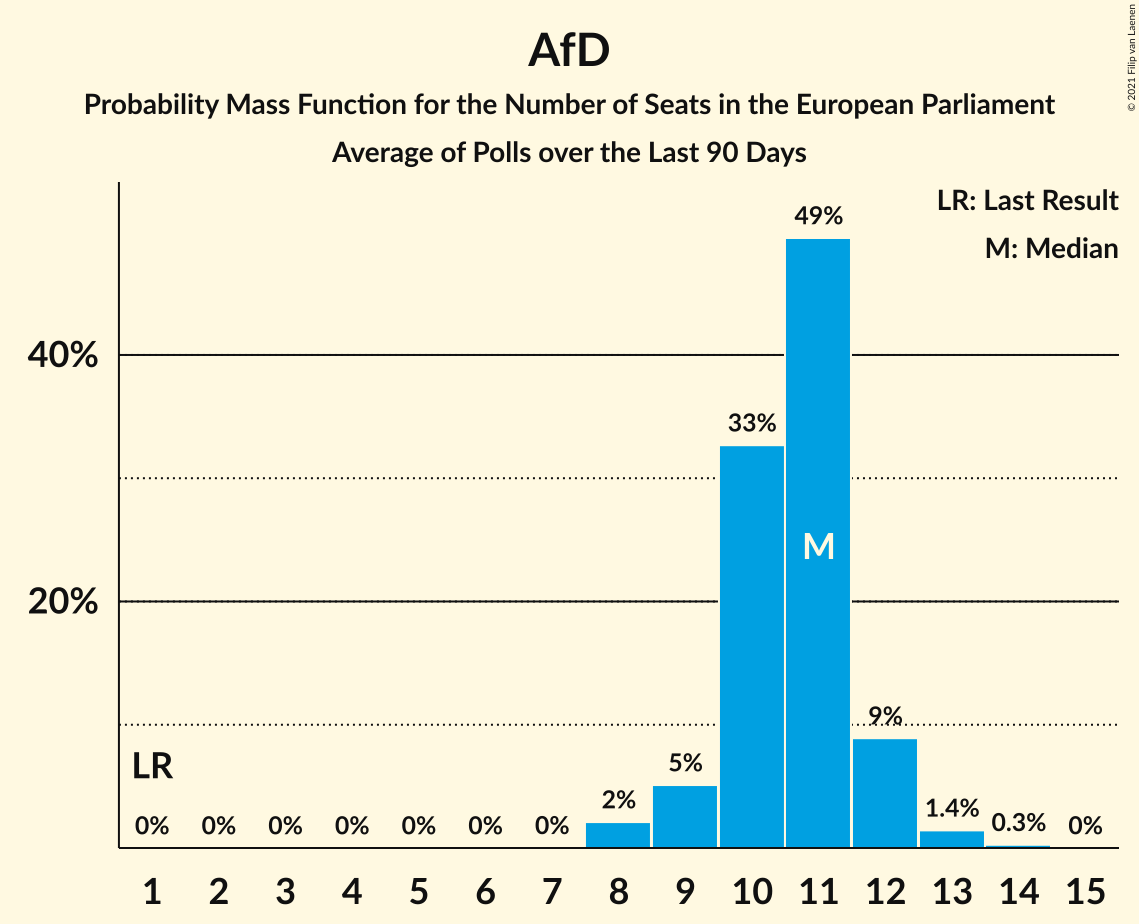 AfD
Probability Mass Function for the Number of Seats in the European Parliament
Average of Polls over the Last 90 Days
© 2021 Filip van Laenen
LR: Last Result
M: Median
49%
40%
33%
M
20%
9%
LR
5%
2%
1.4%
0.3%
0% 0% 0% 0% 0% 0% 0% 0%
1 2 3 4 5 6 7 8 9 10 11 12 13 14 15